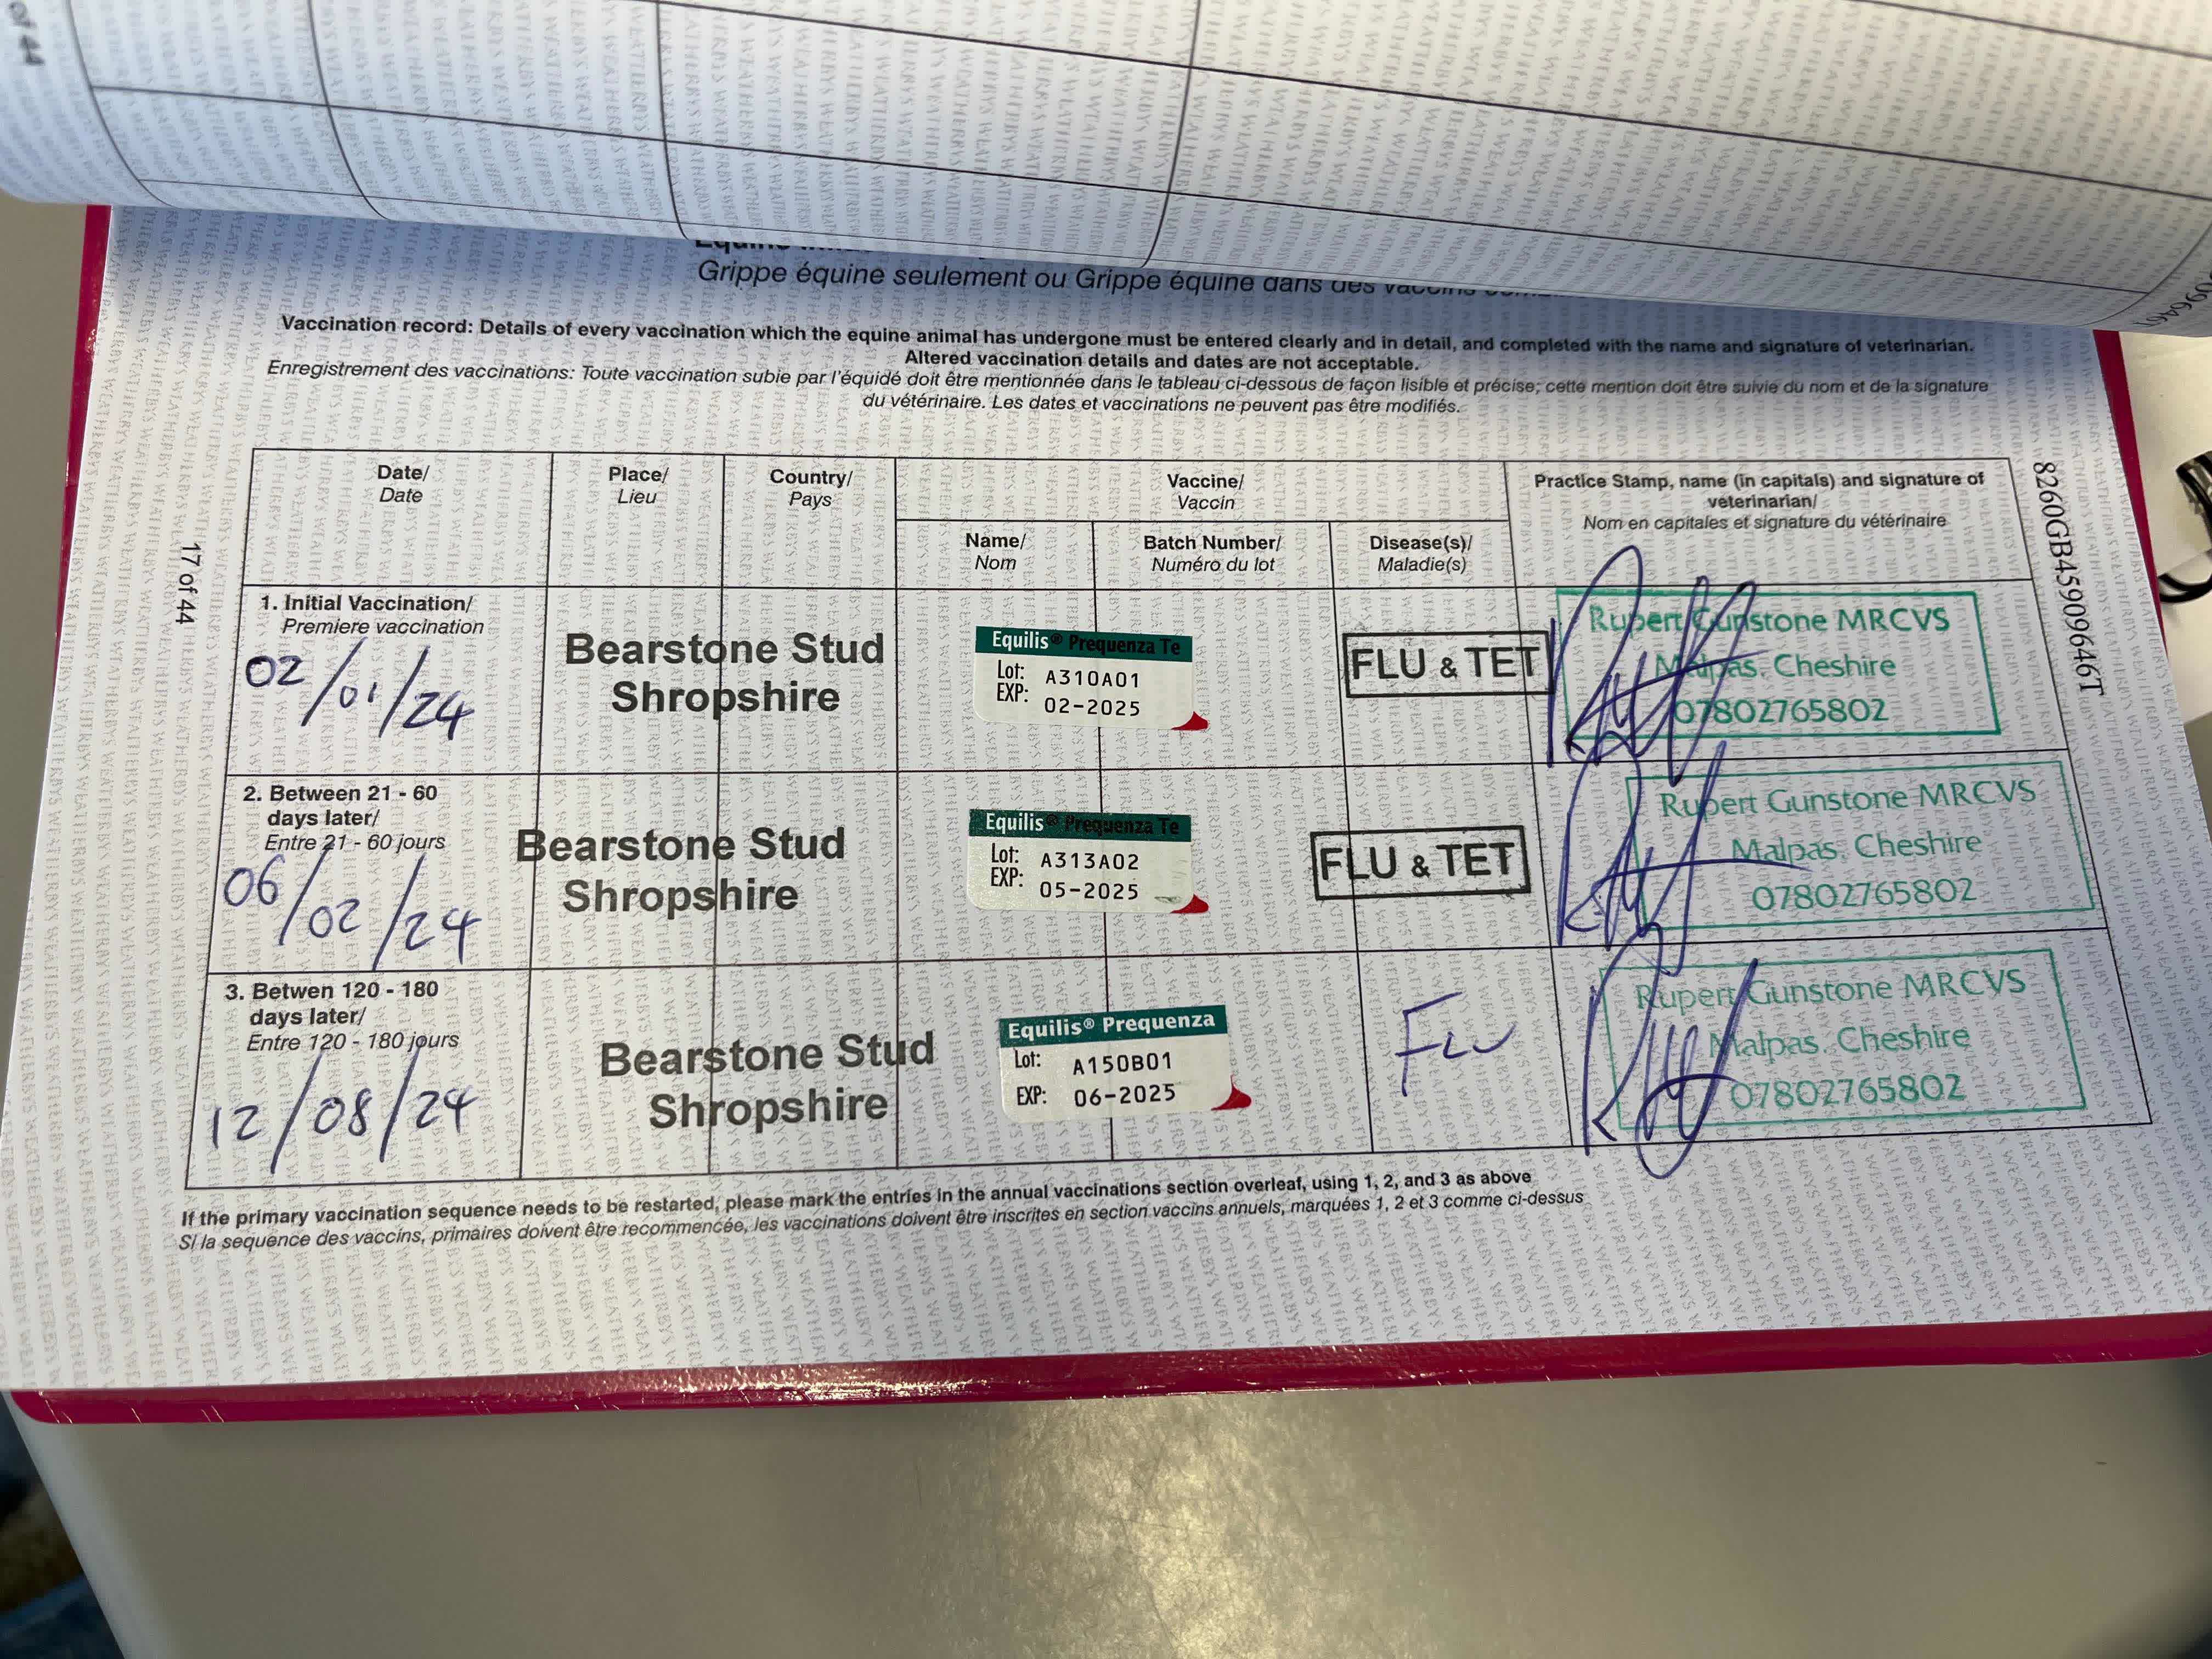 Grippe équine seulement ou Grippe équine dans des vaccins
Vaccination record: Details of every vaccination which the equine animal has undergone must be entered clearly and in detail, and completed with the name and signature of veterinarian.
Altered vaccination details and dates are not acceptable.
Enregistrement des vaccinations: Toute vaccination subie par l'équidé doit être mentionnée dans le tableau ci-dessous de façon lisible et précise; cette mention doit être suivie du nom et de la signature
du vétérinaire. Les dates et vaccinations ne peuvent pas être modifiés.
Date/
Date
Place/
Lieu
Country/
Pays
Vaccine/
Vaccin
Name/
Nom
Batch Number/
Numéro du lot
Disease(s)/
Maladie(s)
Practice Stamp, name (in capitals) and signature of
veterinarian/
Nom en capitales et signature du vétérinaire
8260GB45909646T
17 of 44
1. Initial Vaccination/
Premiere vaccination
02/01/24
Bearstone Stud
Shropshire
Equilis® Prequenza Te
Lot: A310A01
EXP: 02-2025
FLU & TET
Rupert Gunstone MRCVS
Malpas, Cheshire
07802765802
2. Between 21 - 60
days later/
Entre 21 - 60 jours
06/02/24
Bearstone Stud
Shropshire
Equilis® Prequenza Te
Lot: A313A02
EXP: 05-2025
FLU & TET
Rupert Gunstone MRCVS
Malpas, Cheshire
07802765802
3. Betwen 120 - 180
days later/
Entre 120 - 180 jours
12/08/24
Bearstone Stud
Shropshire
Equilis® Prequenza
Lot: A150B01
EXP: 06-2025
FLU
Rupert Gunstone MRCVS
Malpas, Cheshire
07802765802
If the primary vaccination sequence needs to be restarted, please mark the entries in the annual vaccinations section overleaf, using 1, 2, and 3 as above
Si la sequence des vaccins, primaires doivent être recommencée, les vaccinations doivent être inscrites en section vaccins annuels, marquées 1, 2 et 3 comme ci-dessus